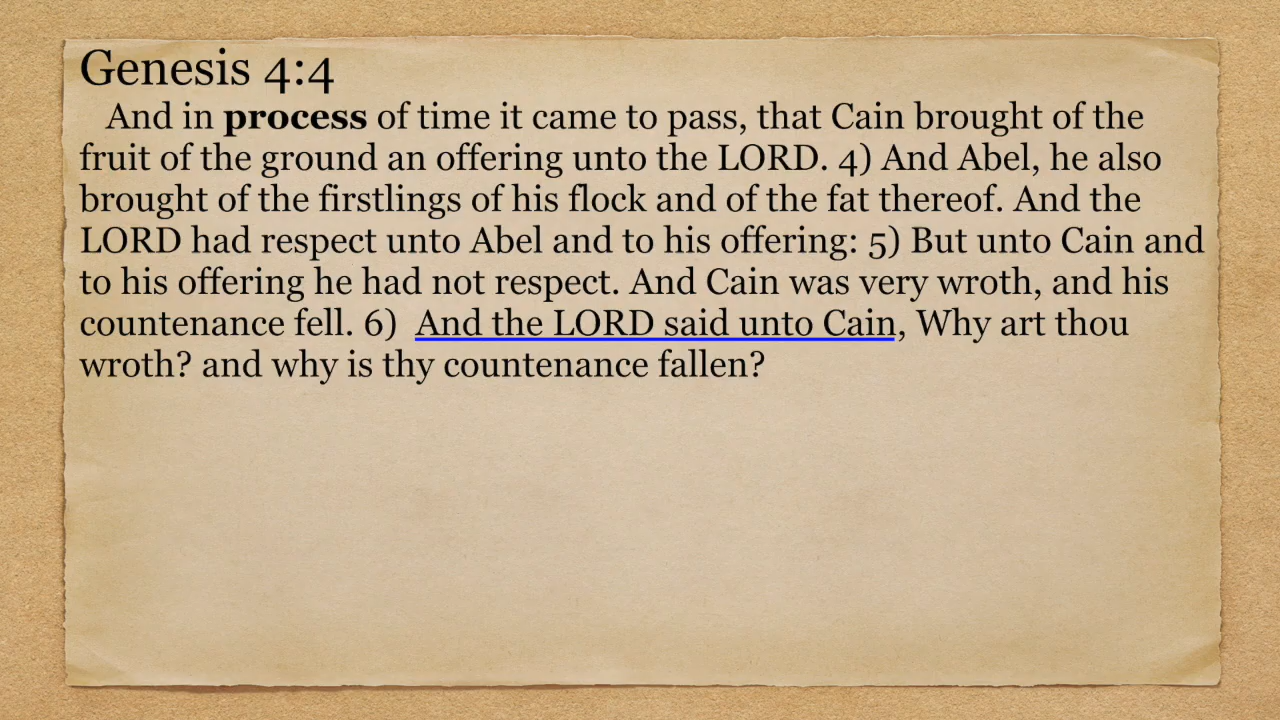 Genesis 4:4
And in process of time it came to pass, that Cain brought of the
fruit of the ground an offering unto the LORD. 4) And Abel, he also
brought of the firstlings of his flock and of the fat thereof. And the
LORD had respect unto Abel and to his offering: 5) But unto Cain and
to his offering he had not respect. And Cain was very wroth, and his
countenance fell. 6) And the LORD said unto Cain, Why art thou
wroth? and why is thy countenance fallen?